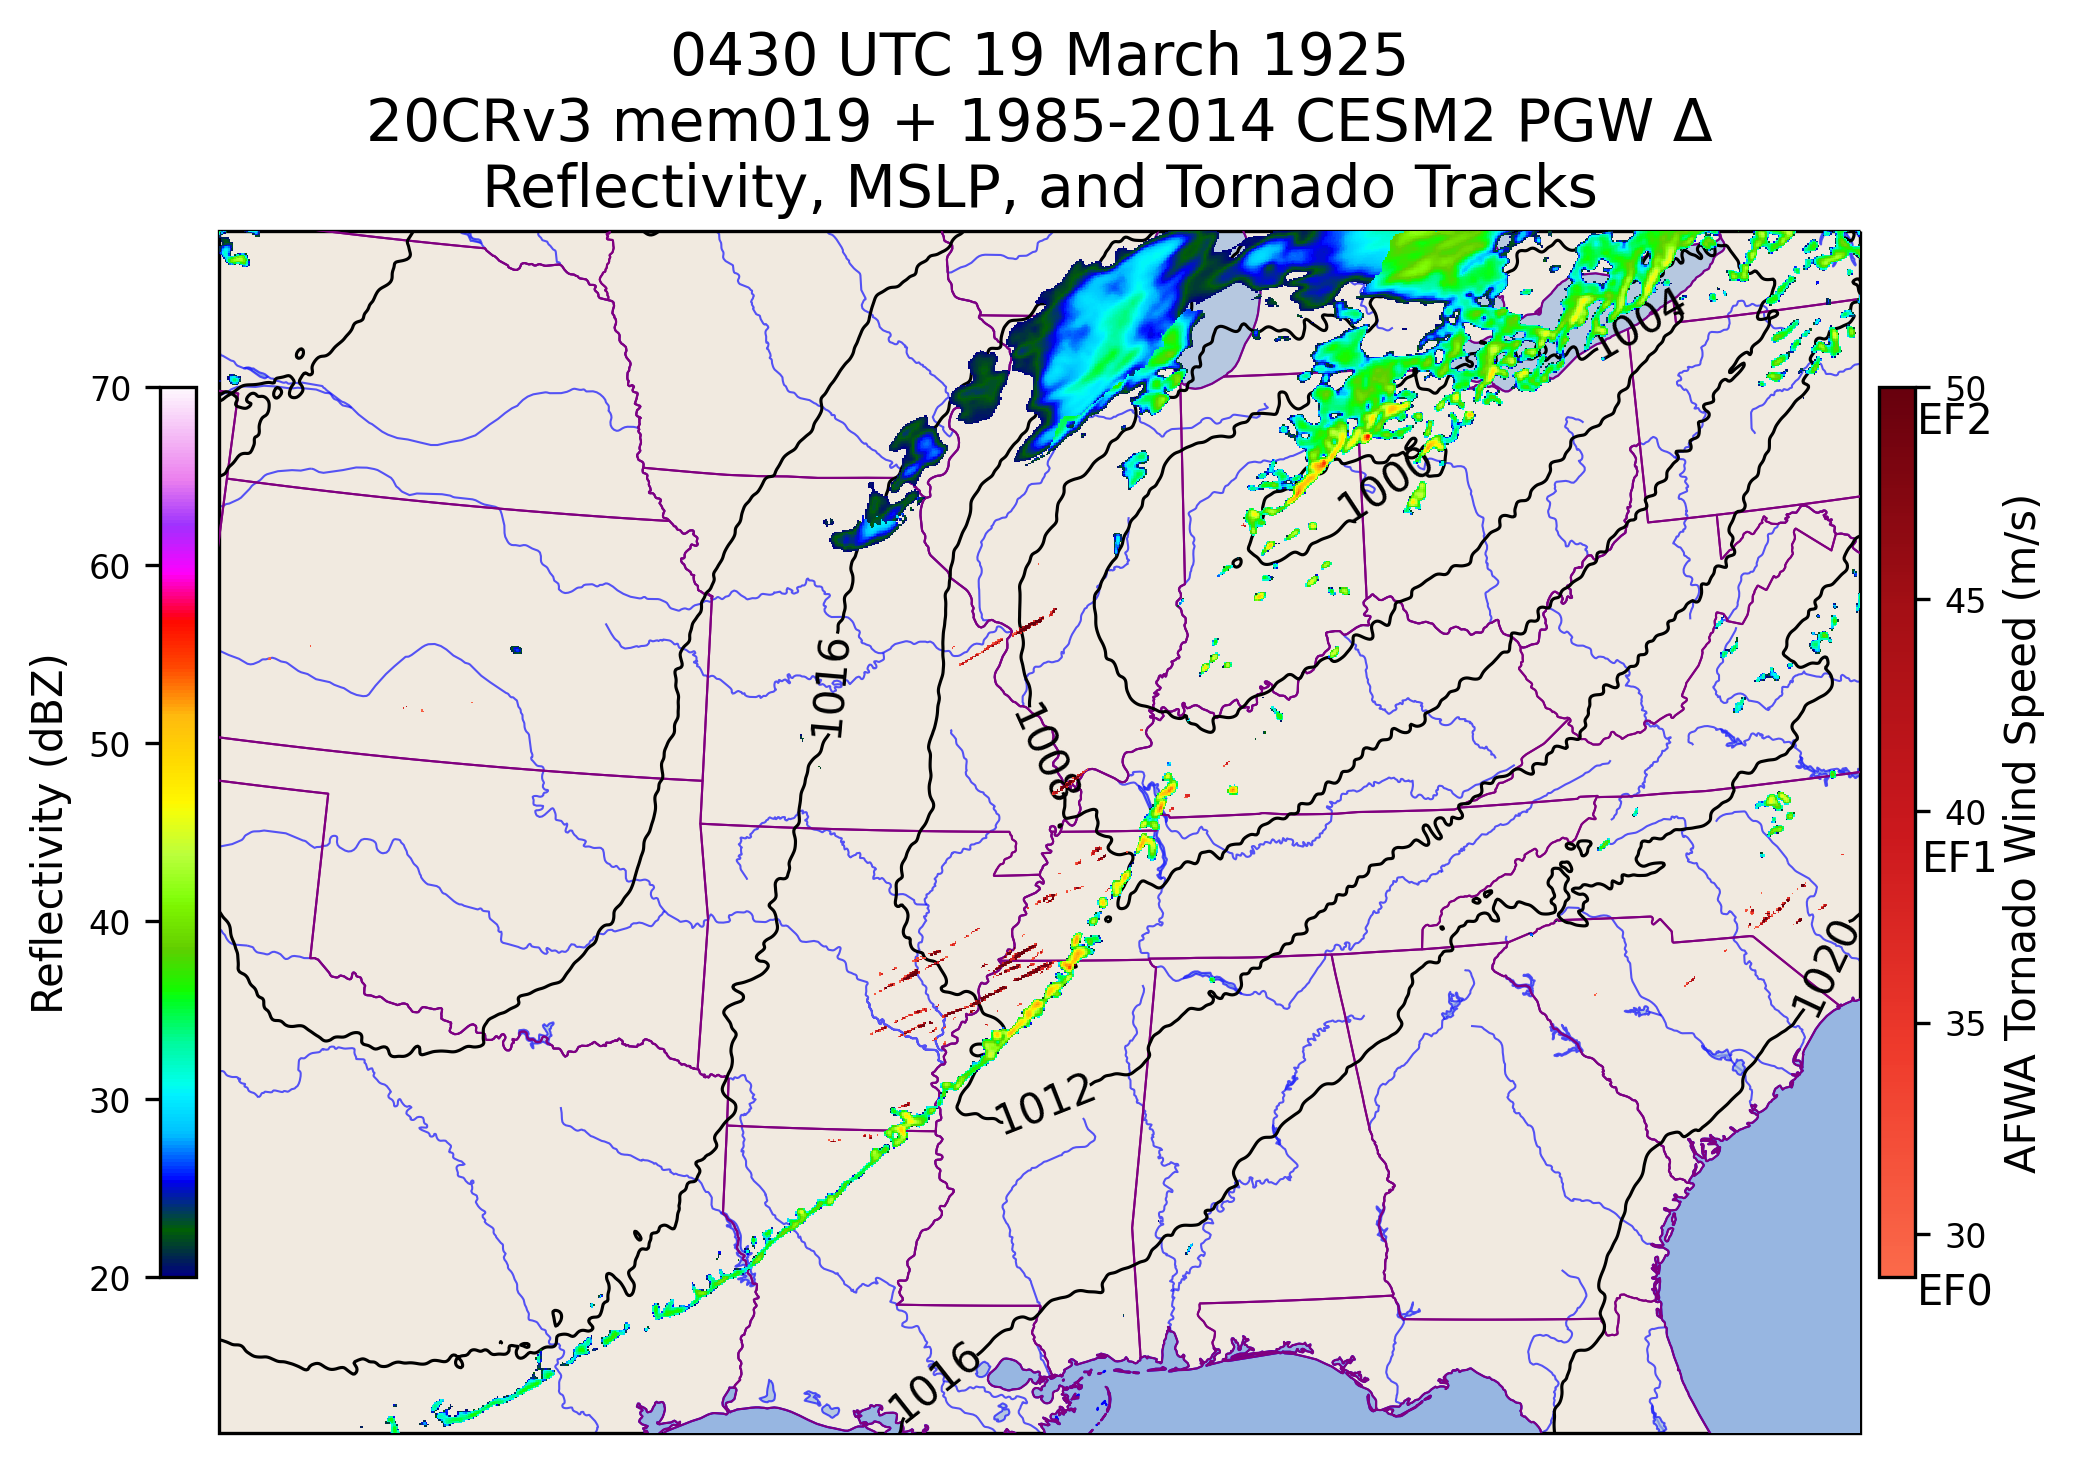 0430 UTC 19 March 1925
20CRv3 mem019 + 1985-2014 CESM2 PGW Δ
Reflectivity, MSLP, and Tornado Tracks
Reflectivity (dBZ)
70
60
50
40
30
20
1004
1008
1016
1008
1012
1016
1020
50
EF2
45
40
EF1
35
30
EF0
AFWA Tornado Wind Speed (m/s)